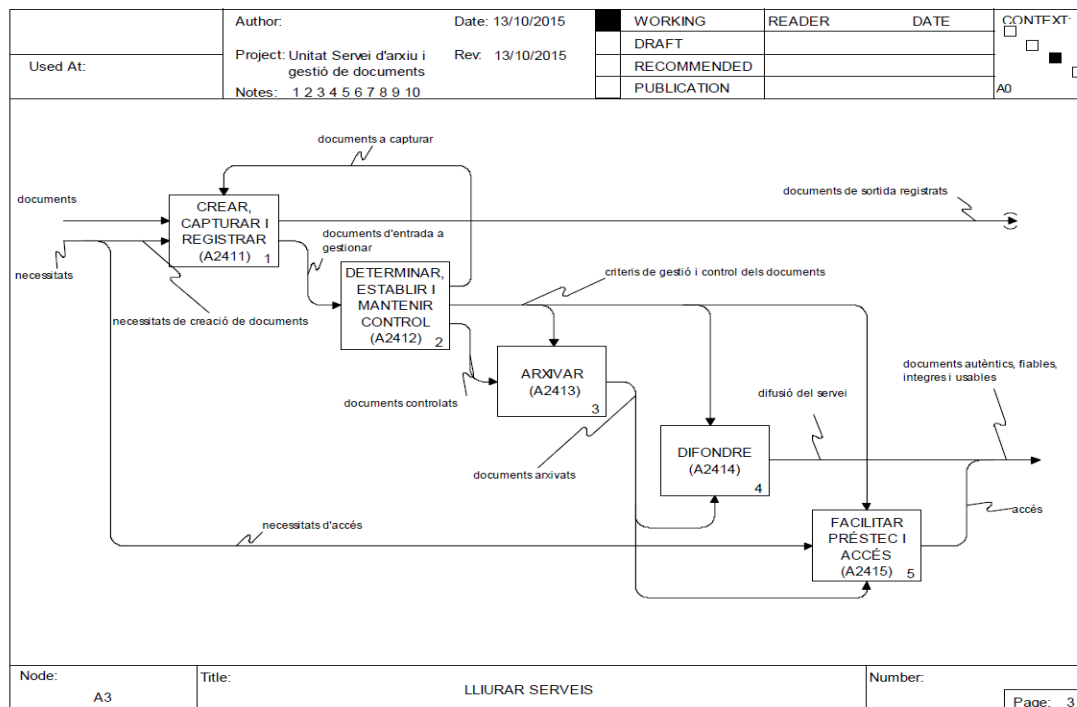 Used At:
Author:
Date: 13/10/2015
Project: Unitat Servei d'arxiu i
gestió de documents
Rev: 13/10/2015
Notes: 1 2 3 4 5 6 7 8 9 10
WORKING
DRAFT
RECOMMENDED
PUBLICATION
READER
DATE
CONTEXT:
A0
documents a capturar
documents
necessitats
CREAR,
CAPTURAR I
REGISTRAR
(A2411)
1
documents de sortida registrats
documents d'entrada a
gestionar
necessitats de creació de documents
DETERMINAR,
ESTABLIR I
MANTENIR
CONTROL
(A2412)
2
criteris de gestió i control dels documents
documents controlats
ARXIVAR
(A2413)
3
documents autèntics, fiables,
integres i usables
difusió del servei
documents arxivats
DIFONDRE
(A2414)
4
necessitats d'accés
accés
FACILITAR
PRÉSTEC I
ACCÉS
(A2415)
5
Node:
A3
Title:
LLIURAR SERVEIS
Number:
Page: 3